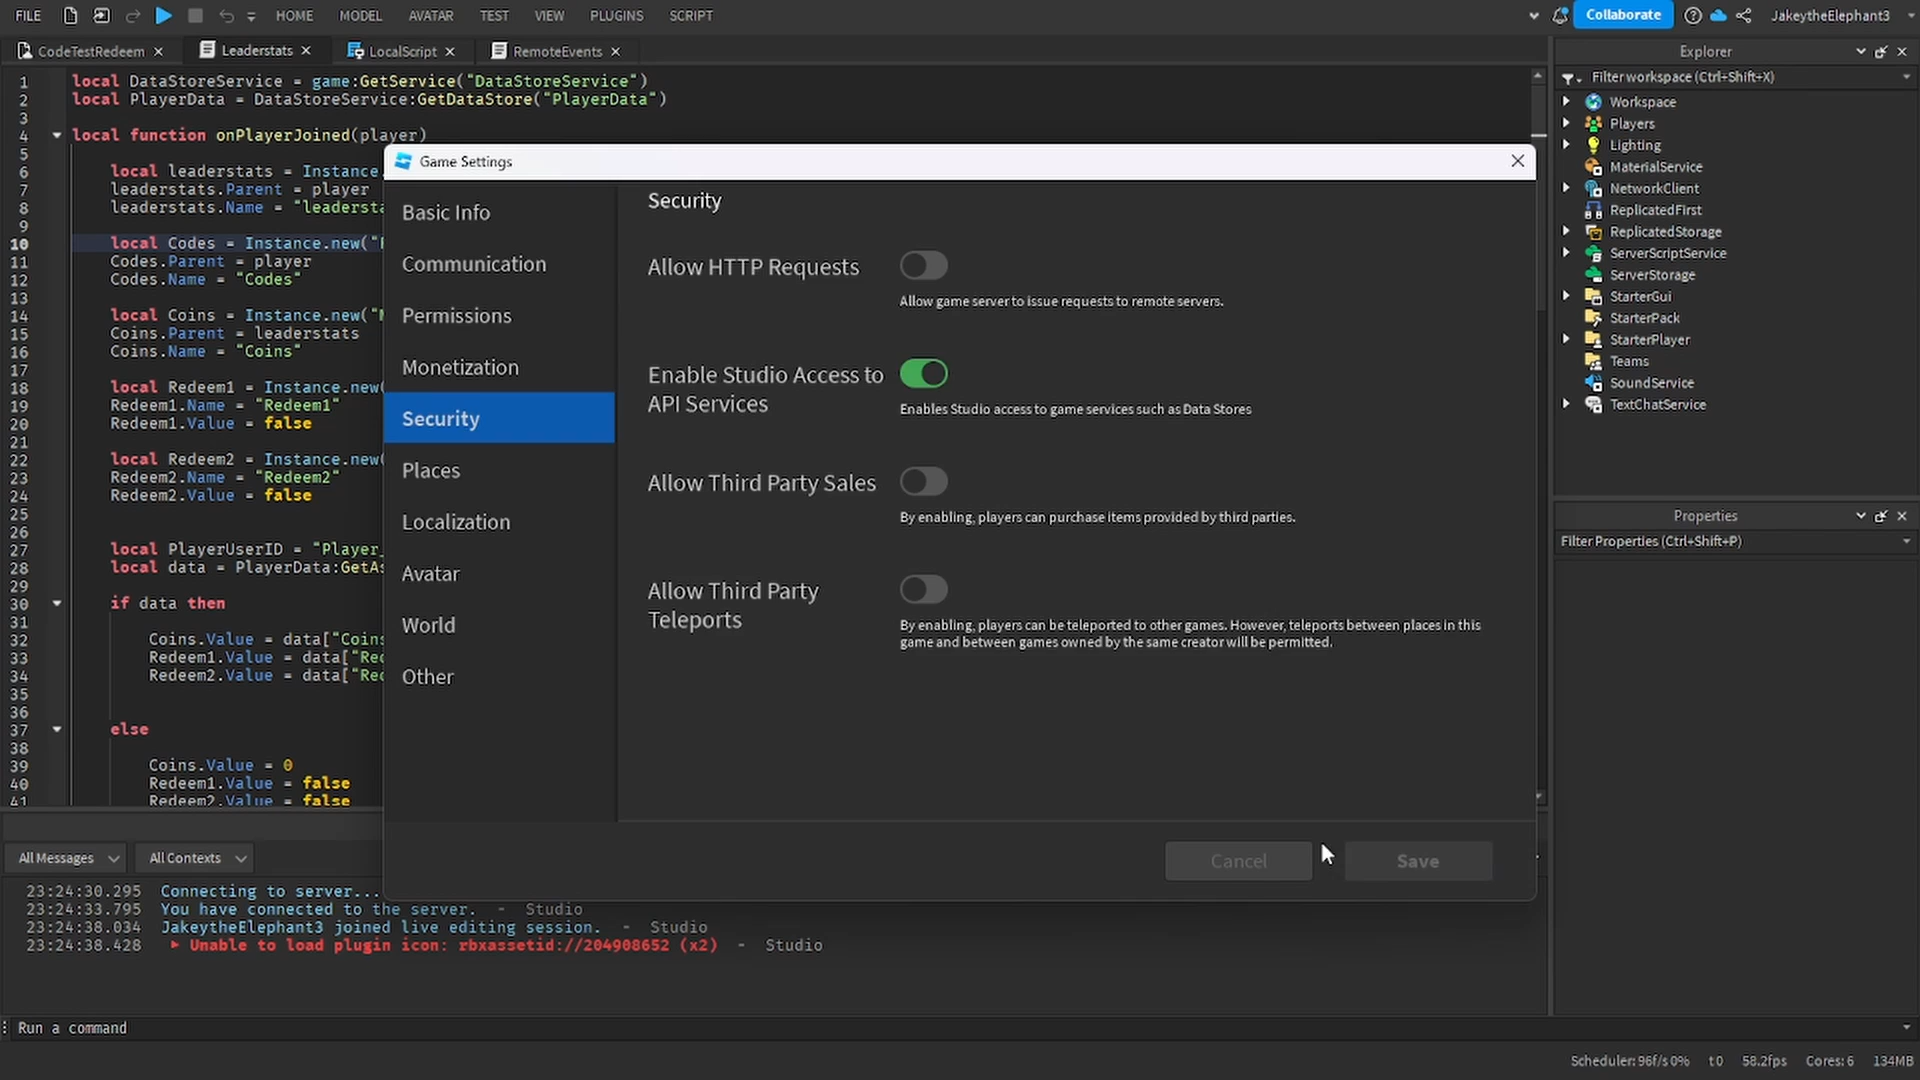 FILE HOME MODEL AVATAR TEST VIEW PLUGINS SCRIPT Collaborate JakeytheElephant3
CodeTestRedeem Leaderstats LocalScript RemoteEvents
1 local DataStoreService = game:GetService("DataStoreService")
2 local PlayerData = DataStoreService:GetDataStore("PlayerData")
3
4 local function onPlayerJoined(player)
5
6 local leaderstats = Instance.
7 leaderstats.Parent = player
8 leaderstats.Name = "leadersta
9
10 local Codes = Instance.new("F
11 Codes.Parent = player
12 Codes.Name = "Codes"
13
14 local Coins = Instance.new("
15 Coins.Parent = leaderstats
16 Coins.Name = "Coins"
17
18 local Redeem1 = Instance.new(
19 Redeem1.Name = "Redeem1"
20 Redeem1.Value = false
21
22 local Redeem2 = Instance.new(
23 Redeem2.Name = "Redeem2"
24 Redeem2.Value = false
25
26
27 local PlayerUserID = "Player_
28 local data = PlayerData:GetAs
29
30 if data then
31
32 Coins.Value = data["Coins
33 Redeem1.Value = data["Red
34 Redeem2.Value = data["Red
35
36
37 else
38
39 Coins.Value = 0
40 Redeem1.Value = false
41 Redeem2.Value = false
Game Settings
Basic Info
Communication
Permissions
Monetization
Security
Places
Localization
Avatar
World
Other
Security
Allow HTTP Requests
Allow game server to issue requests to remote servers.
Enable Studio Access to
API Services
Enables Studio access to game services such as Data Stores
Allow Third Party Sales
By enabling, players can purchase items provided by third parties.
Allow Third Party
Teleports
By enabling, players can be teleported to other games. However, teleports between places in this
game and between games owned by the same creator will be permitted.
Cancel Save
Explorer
Filter workspace (Ctrl+Shift+X)
Workspace
Players
Lighting
MaterialService
NetworkClient
ReplicatedFirst
ReplicatedStorage
ServerScriptService
ServerStorage
StarterGui
StarterPack
StarterPlayer
Teams
SoundService
TextChatService
Properties
Filter Properties (Ctrl+Shift+P)
All Messages All Contexts
23:24:30.295 Connecting to server...
23:24:33.795 You have connected to the server. - Studio
23:24:38.034 JakeytheElephant3 joined live editing session. - Studio
23:24:38.428 Unable to load plugin icon: rbxassetid://204908652 (x2) - Studio
Run a command
Scheduler: 96f/s 0% t0 58.2fps Cores: 6 134MB